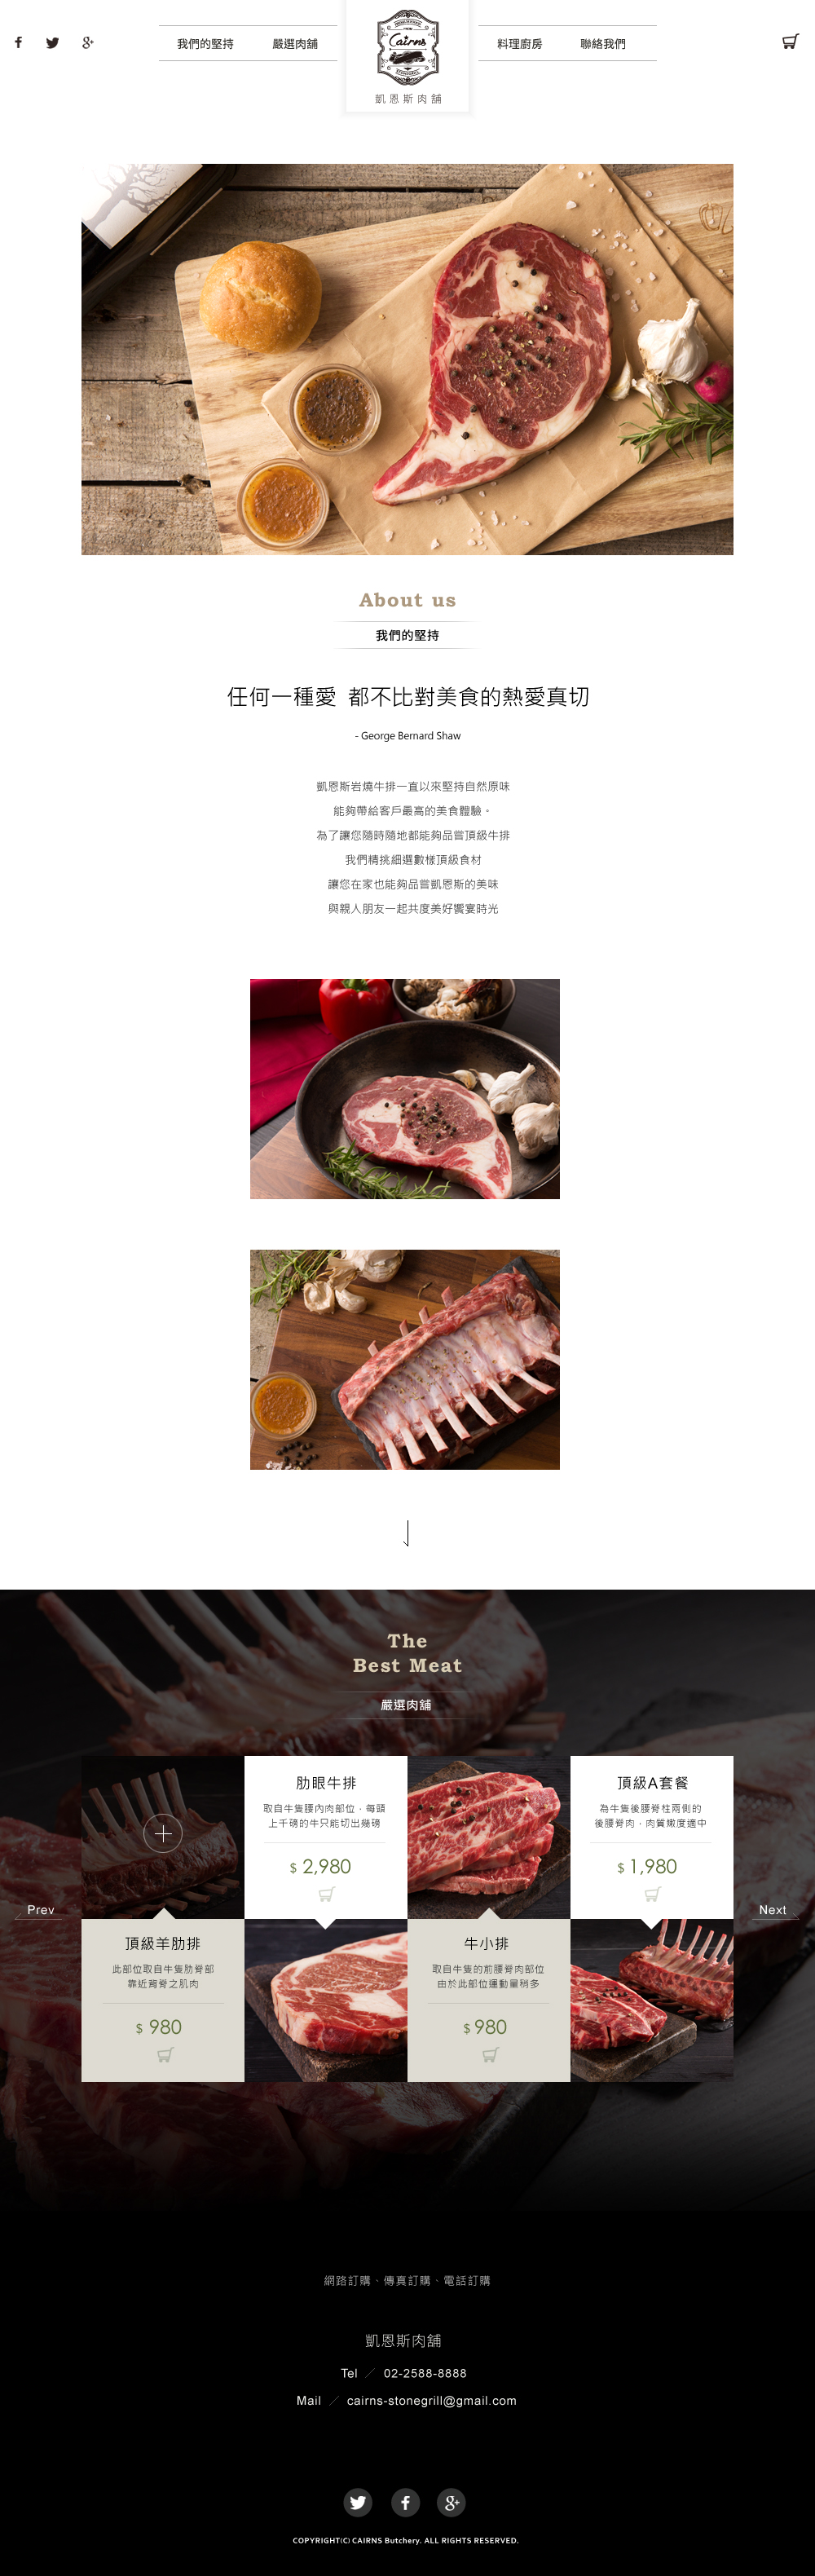 我們的堅持
嚴選肉舖
Cairns
凱恩斯肉舖
料理廚房
聯絡我們
About us
我們的堅持
任何一種愛 都不比對美食的熱愛真切
- George Bernard Shaw
凱恩斯岩燒牛排一直以來堅持自然原味
能夠帶給客戶最高的美食體驗。
為了讓您隨時隨地都能夠品嘗頂級牛排
我們精挑細選數樣頂級食材
讓您在家也能夠品嘗凱恩斯的美味
與親人朋友一起共度美好饗宴時光
The
Best Meat
嚴選肉舖
肋眼牛排
取自牛隻腰內肉部位，每頭
上千磅的牛只能切出幾磅
$ 2,980
頂級A套餐
為牛隻後腰脊柱兩側的
後腰脊肉，肉質嫩度適中
$ 1,980
Prev
Next
頂級羊肋排
此部位取自牛隻肋脊部
靠近背脊之肌肉
$ 980
牛小排
取自牛隻的前腰脊肉部位
由於此部位運動量稍多
$ 980
網路訂購、傳真訂購、電話訂購
凱恩斯肉舖
Tel ／ 02-2588-8888
Mail ／ cairns-stonegrill@gmail.com
COPYRIGHT(C) CAIRNS Butchery. ALL RIGHTS RESERVED.